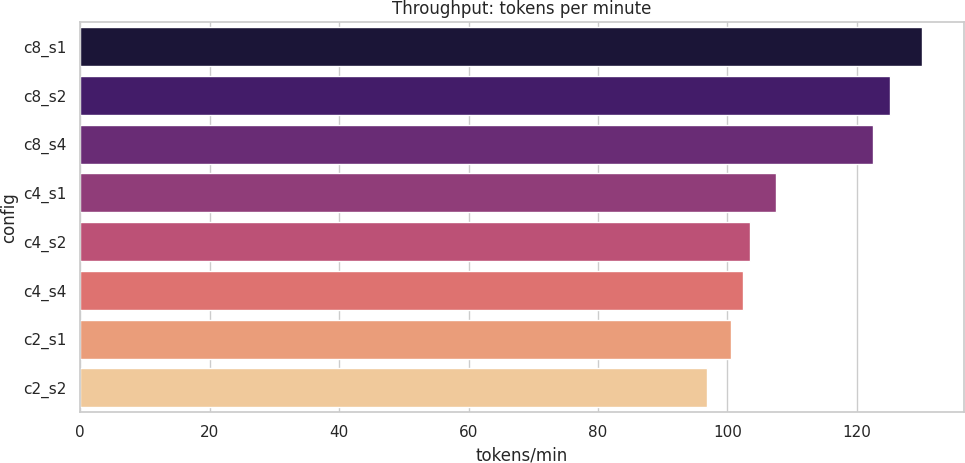 Throughput: tokens per minute
config
c8_s1
c8_s2
c8_s4
c4_s1
c4_s2
c4_s4
c2_s1
c2_s2
0 20 40 60 80 100 120
tokens/min